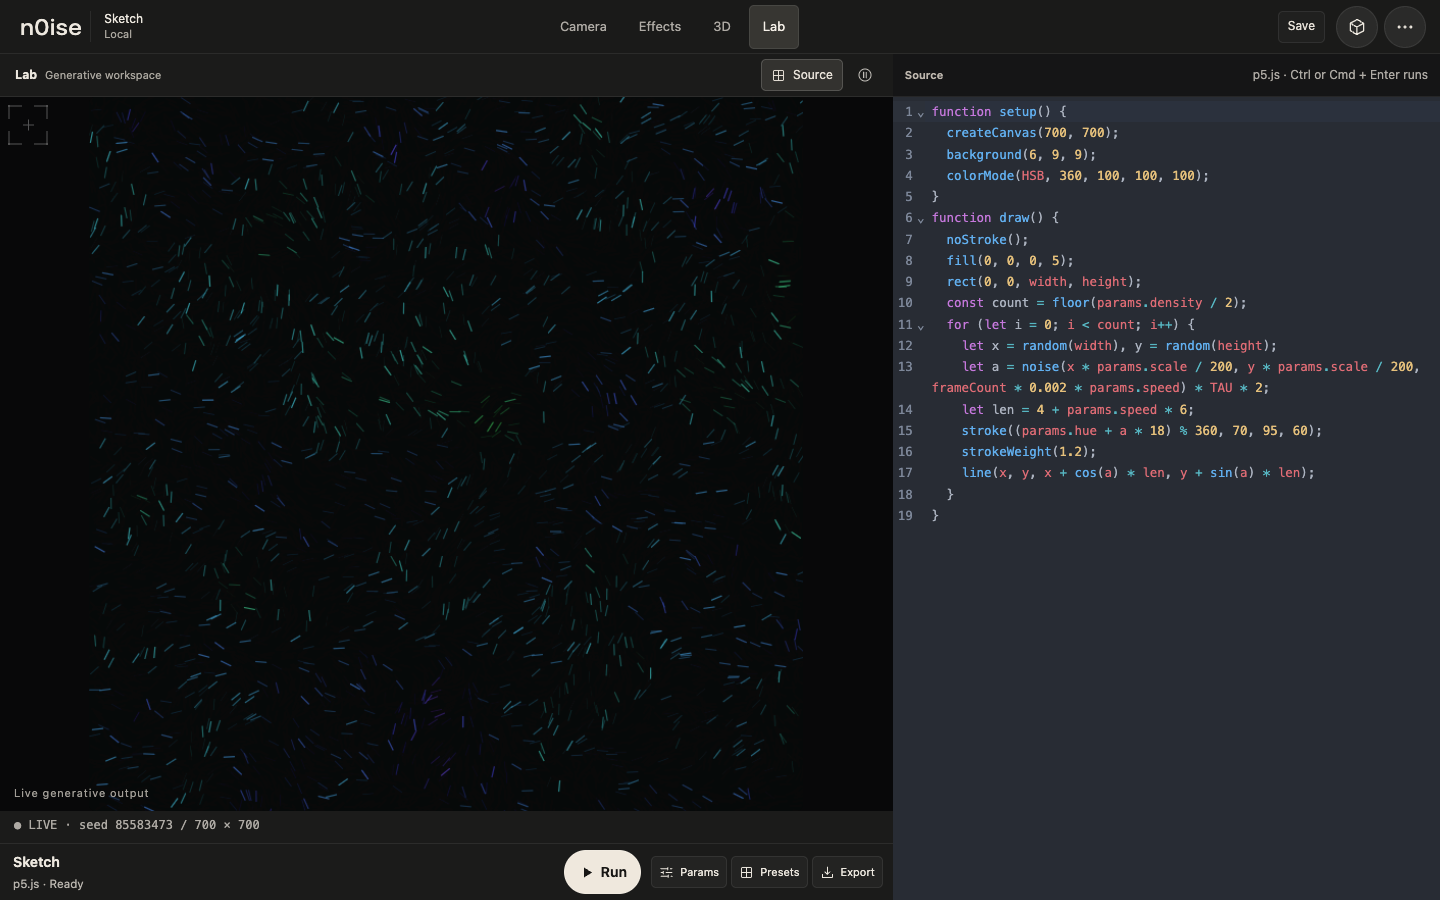 n0ise
Sketch
Local
Camera
Effects
3D
Lab
Save
Lab Generative workspace
Source
Source
p5.js · Ctrl or Cmd + Enter runs
1 function setup() {
2 createCanvas(700, 700);
3 background(6, 9, 9);
4 colorMode(HSB, 360, 100, 100, 100);
5 }
6 function draw() {
7 noStroke();
8 fill(0, 0, 0, 5);
9 rect(0, 0, width, height);
10 const count = floor(params.density / 2);
11 for (let i = 0; i < count; i++) {
12 let x = random(width), y = random(height);
13 let a = noise(x * params.scale / 200, y * params.scale / 200,
frameCount * 0.002 * params.speed) * TAU * 2;
14 let len = 4 + params.speed * 6;
15 stroke((params.hue + a * 18) % 360, 70, 95, 60);
16 strokeWeight(1.2);
17 line(x, y, x + cos(a) * len, y + sin(a) * len);
18 }
19 }
Live generative output
LIVE · seed 85583473 / 700 × 700
Sketch
p5.js · Ready
Run
Params
Presets
Export